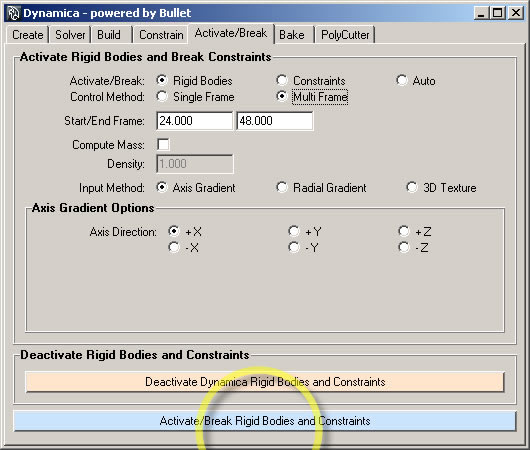 Dynamica - powered by Bullet
Create Solver Build Constrain Activate/Break Bake PolyCutter
Activate Rigid Bodies and Break Constraints
Activate/Break: Rigid Bodies Constraints Auto
Control Method: Single Frame Multi Frame
Start/End Frame: 24.000 48.000
Compute Mass:
Density: 1.000
Input Method: Axis Gradient Radial Gradient 3D Texture
Axis Gradient Options
Axis Direction: +X +Y +Z
-X -Y -Z
Deactivate Rigid Bodies and Constraints
Deactivate Dynamica Rigid Bodies and Constraints
Activate/Break Rigid Bodies and Constraints